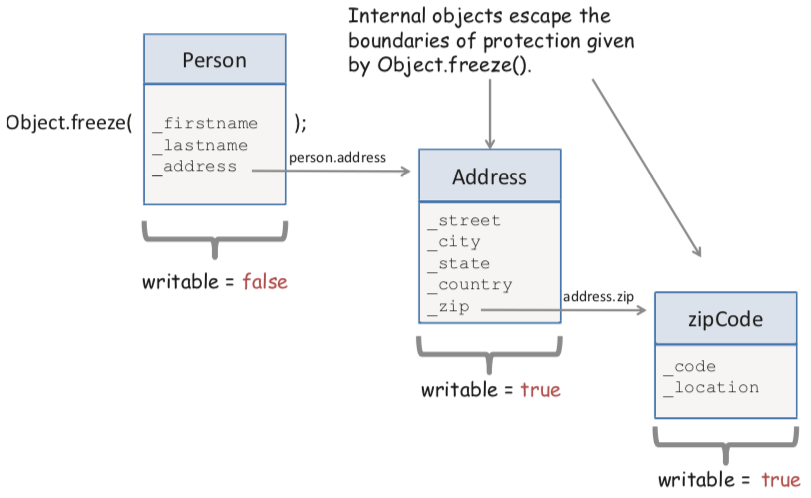 Internal objects escape the
boundaries of protection given
by Object.freeze().
Person
Object.freeze(
_firstname
_lastname
_address
);
person.address
writable = false
Address
_street
_city
_state
_country
_zip
address.zip
writable = true
zipCode
_code
_location
writable = true